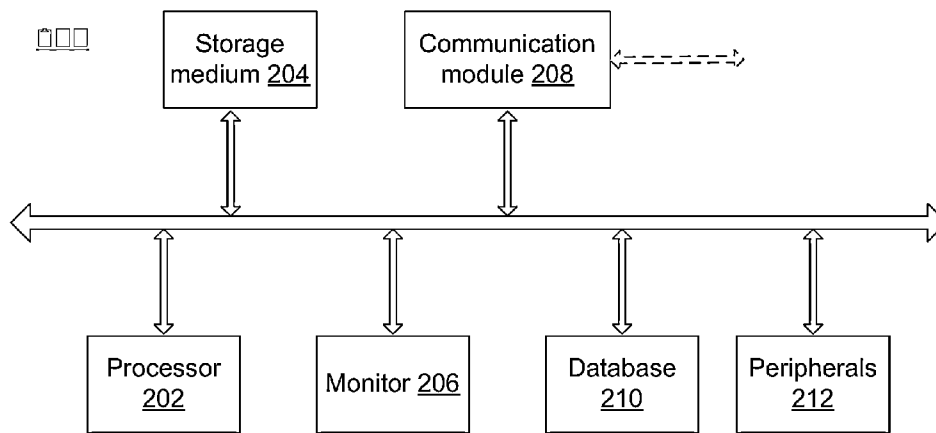 Storage
medium 204
Communication
module 208
Processor
202
Monitor 206
Database
210
Peripherals
212